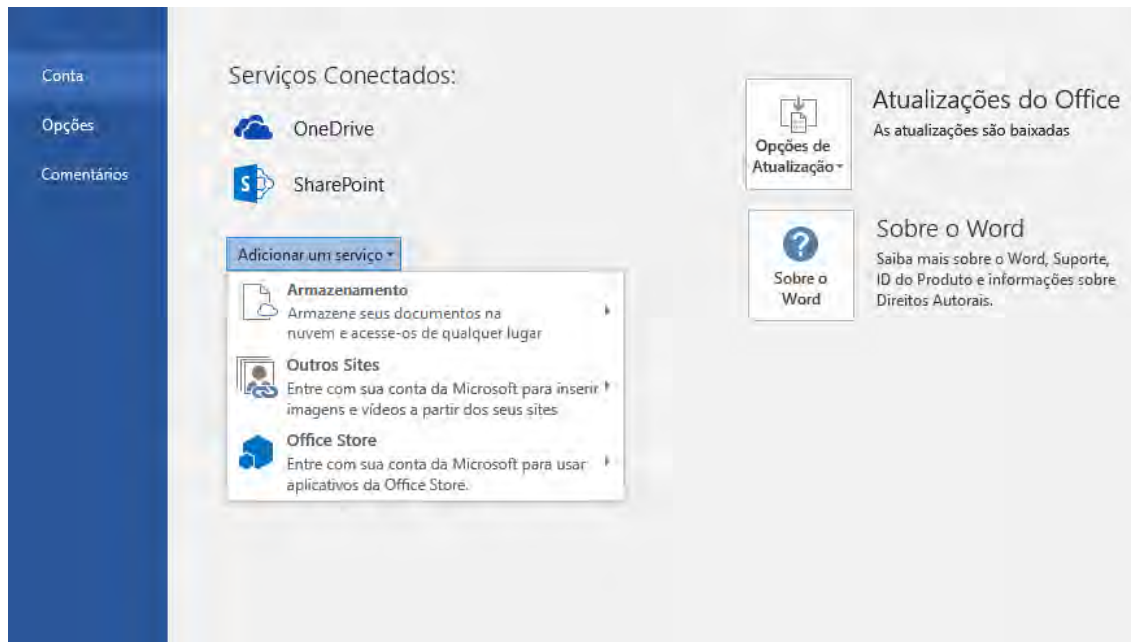 Conta
Opções
Comentários
Serviços Conectados:
OneDrive
S
SharePoint
Adicionar um serviço
Armazenamento
Armazene seus documentos na
nuvem e acesse-os de qualquer lugar
Outros Sites
Entre com sua conta da Microsoft para inserir
imagens e vídeos a partir dos seus sites
Office Store
Entre com sua conta da Microsoft para usar
aplicativos da Office Store.
Opções de
Atualização
Atualizações do Office
As atualizações são baixadas
?
Sobre o
Word
Sobre o Word
Saiba mais sobre o Word, Suporte,
ID do Produto e informações sobre
Direitos Autorais.